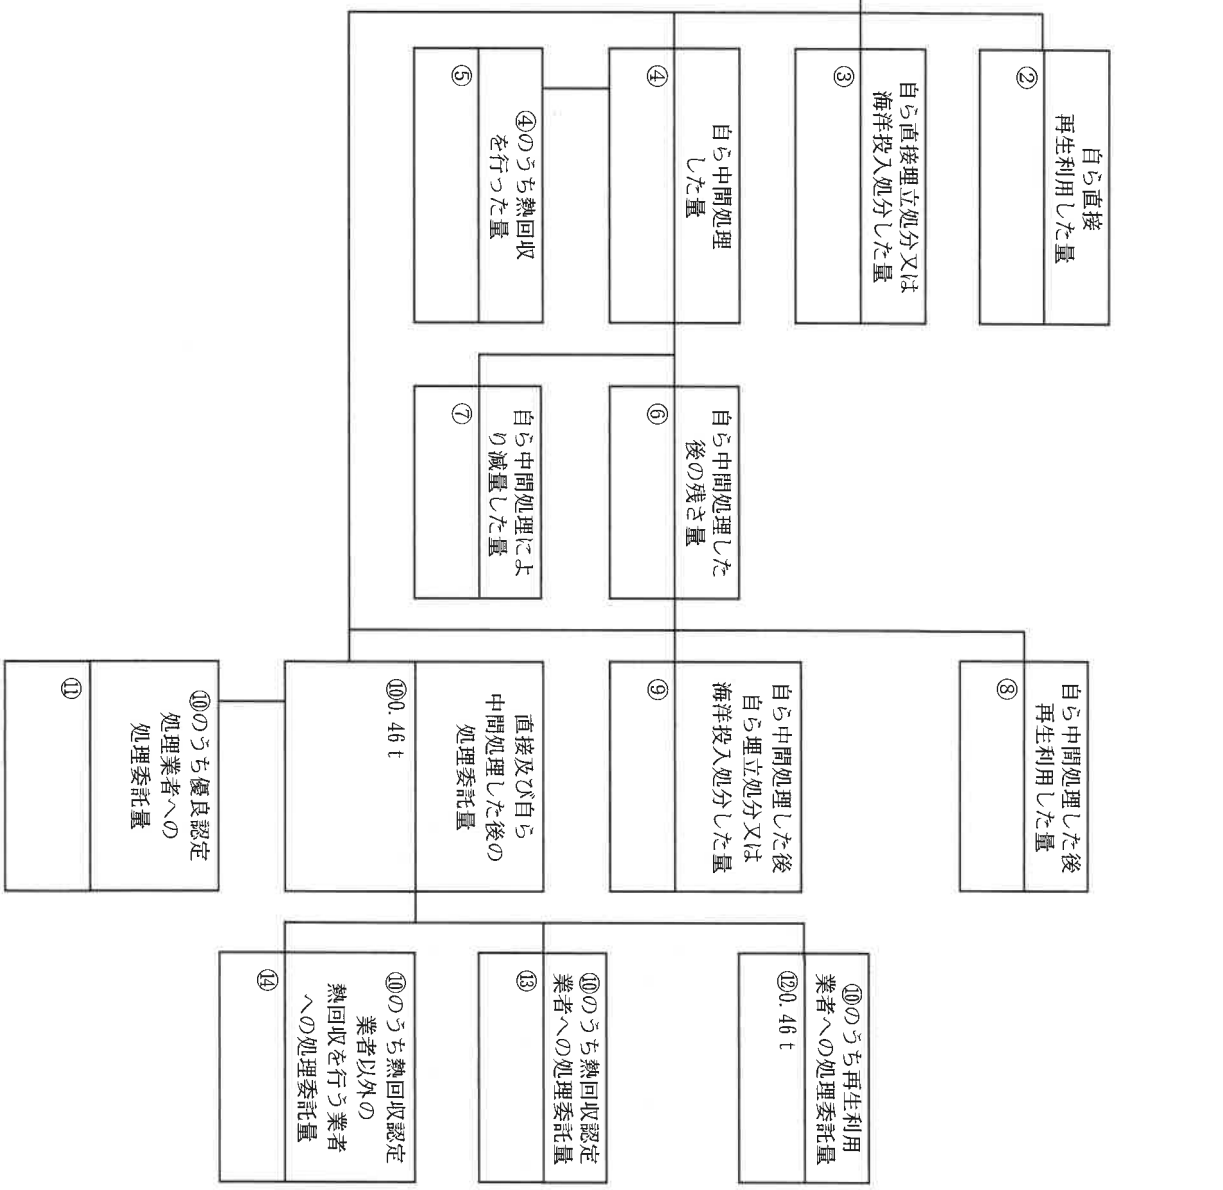 自ら直接
再生利用した量
②
自ら直接埋立処分又は
海洋投入処分した量
③
自ら中間処理
した量
④
④のうち熱回収
を行った量
⑤
自ら中間処理した
後の残さ量
⑥
自ら中間処理によ
り減量した量
⑦
自ら中間処理した後
再生利用した量
⑧
自ら中間処理した後
自ら埋立処分又は
海洋投入処分した量
⑨
直接及び自ら
中間処理した後の
処理委託量
⑩0.46ｔ
⑩のうち優良認定
処理業者への
処理委託量
⑪
⑩のうち再生利用
業者への処理委託量
⑫0.46ｔ
⑩のうち熱回収認定
業者への処理委託量
⑬
⑩のうち熱回収認定
業者以外の
熱回収を行う業者
への処理委託量
⑭